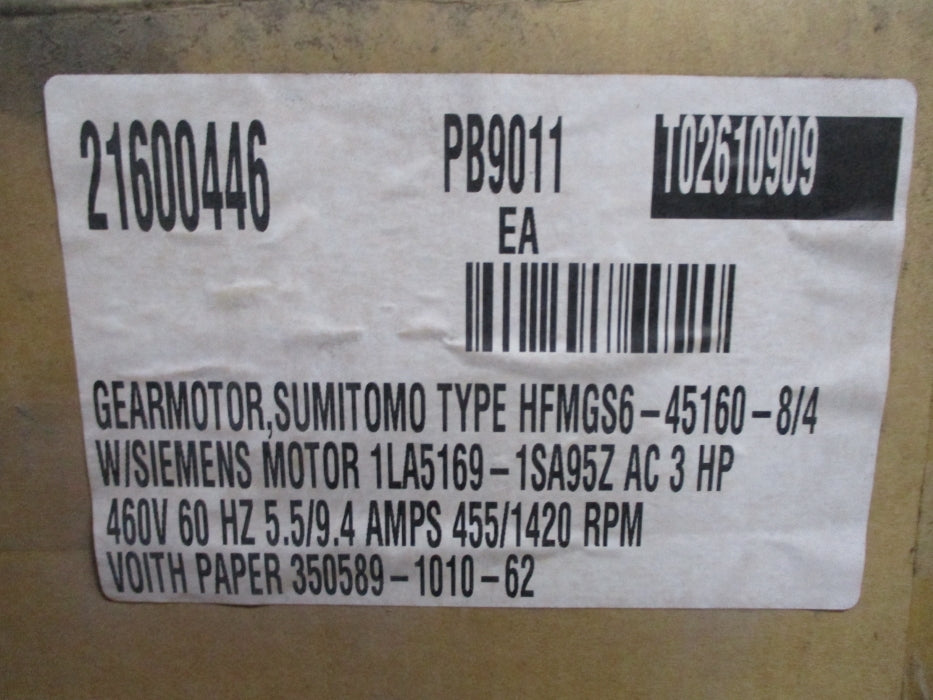 21600446 PB9011 T02610909
EA
GEARMOTOR,SUMITOMO TYPE HFMGS6-45160-8/4
W/SIEMENS MOTOR 1LA5169-1SA95Z AC 3 HP
460V 60 HZ 5.5/9.4 AMPS 455/1420 RPM
VOITH PAPER 350589-1010-62